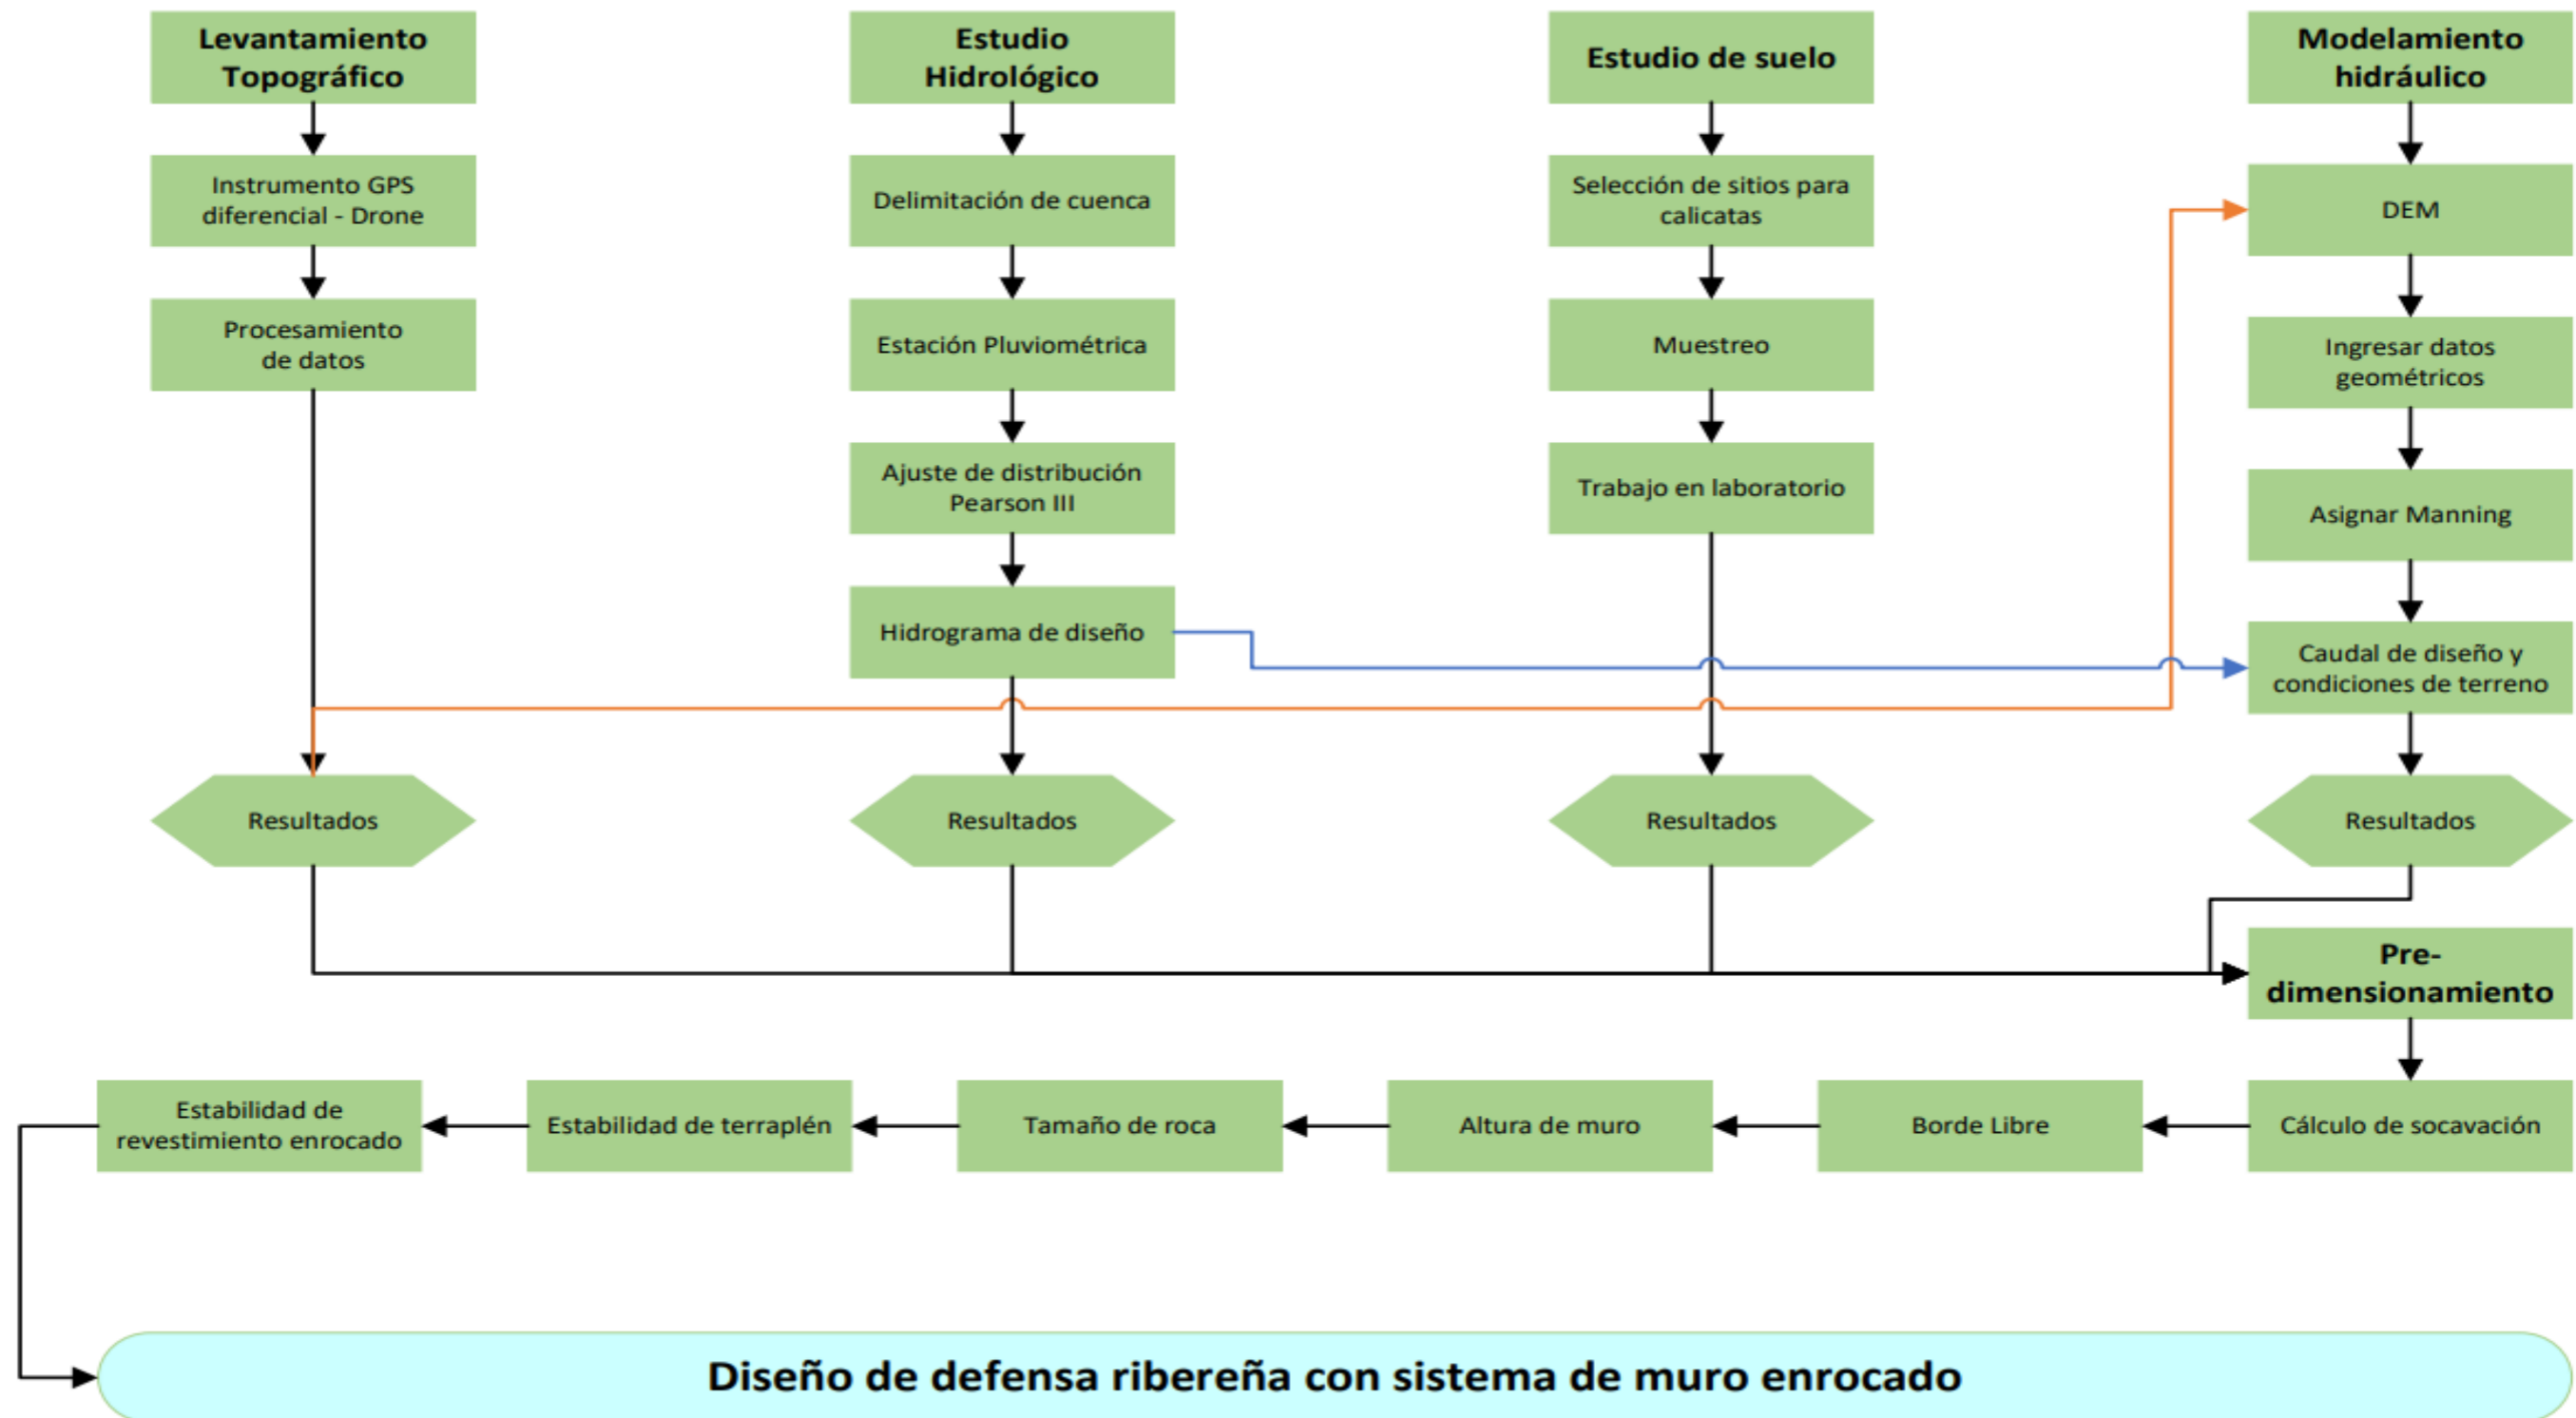 Levantamiento
Topográfico
Estudio
Hidrológico
Estudio de suelo
Modelamiento
hidráulico
Instrumento GPS
diferencial - Drone
Delimitación de cuenca
Selección de sitios para
calicatas
DEM
Procesamiento
de datos
Estación Pluviométrica
Muestreo
Ingresar datos
geométricos
Ajuste de distribución
Pearson III
Trabajo en laboratorio
Asignar Manning
Hidrograma de diseño
Caudal de diseño y
condiciones de terreno
Resultados
Resultados
Resultados
Resultados
Pre-
dimensionamiento
Estabilidad de
revestimiento enrocado
Estabilidad de terraplén
Tamaño de roca
Altura de muro
Borde Libre
Cálculo de socavación
Diseño de defensa ribereña con sistema de muro enrocado